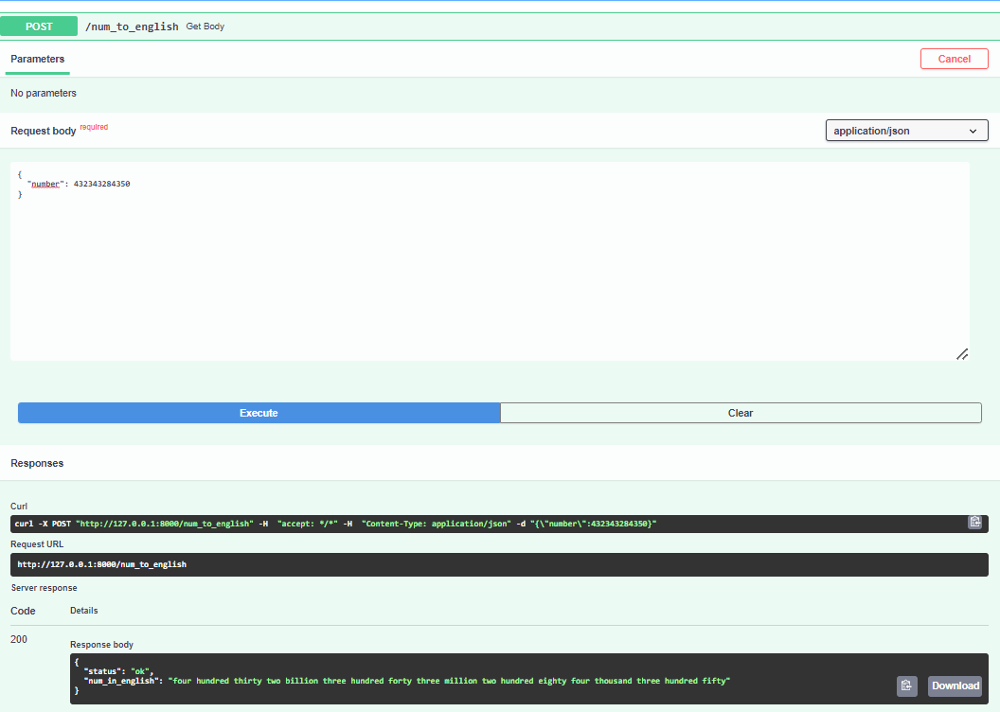 POST /num_to_english Get Body
Parameters Cancel
No parameters
Request body required application/json
{
"number": 432343284350
}
Execute Clear
Responses
Curl
curl -X POST "http://127.0.0.1:8000/num_to_english" -H "accept: */*" -H "Content-Type: application/json" -d "{\"number\":432343284350}"
Request URL
http://127.0.0.1:8000/num_to_english
Server response
Code Details
200
Response body
{
"status": "ok",
"num_in_english": "four hundred thirty two billion three hundred forty three million two hundred eighty four thousand three hundred fifty"
}
Download